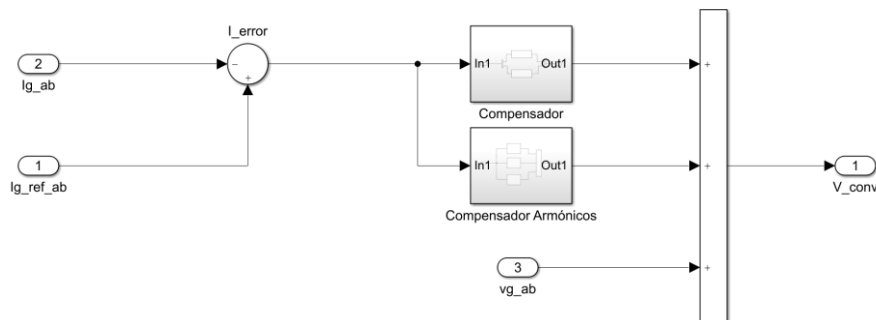 I_error
2
Ig_ab
−
+
In1 Out1
Compensador
+
1
Ig_ref_ab
In1 Out1
Compensador Armónicos
+
1
V_conv
3
vg_ab
+